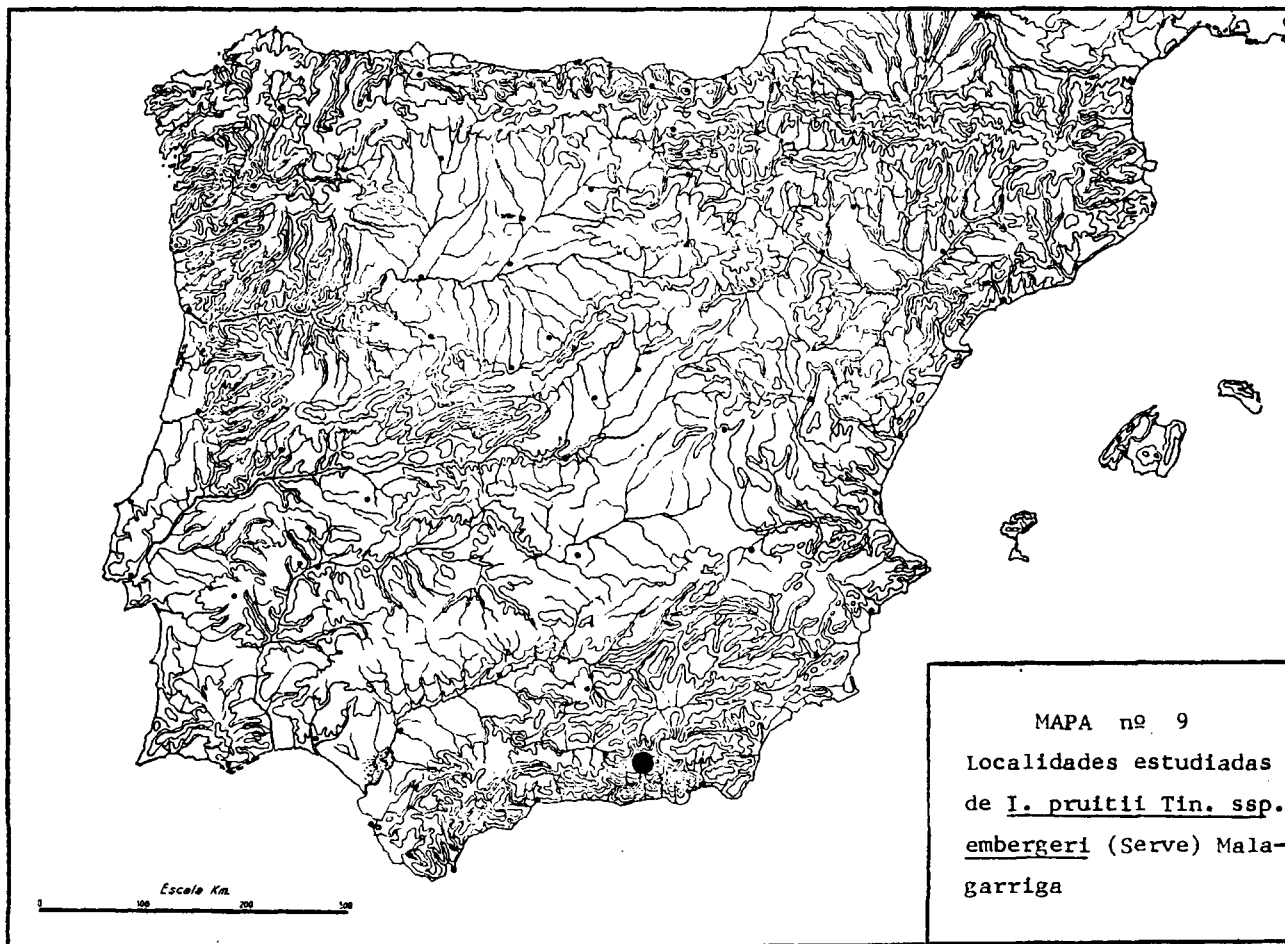 MAPA nº 9
Localidades estudiadas
de I. pruitii Tin. ssp.
embergeri (Serve) Mala-
garriga
Escala Km.
0 100 200 300